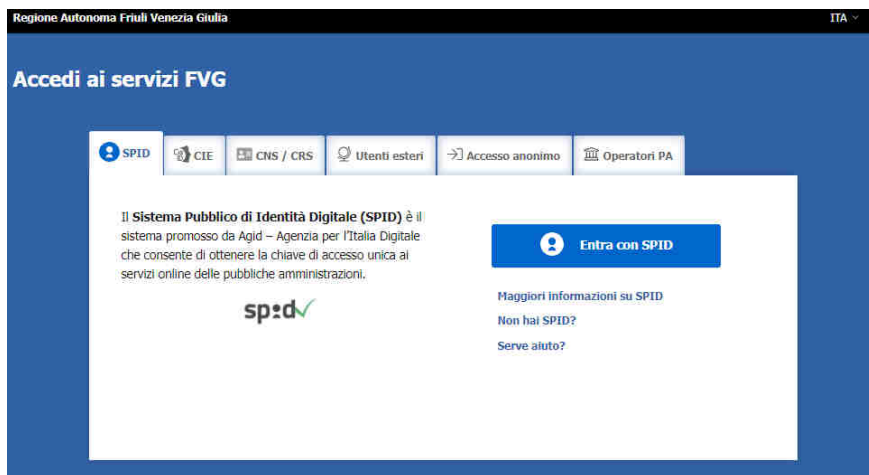 Regione Autonoma Friuli Venezia Giulia
ITA
Accedi ai servizi FVG
SPID
CIE
CNS / CRS
Utenti esteri
Accesso anonimo
Operatori PA
Il Sistema Pubblico di Identità Digitale (SPID) è il
sistema promosso da Agid – Agenzia per l'Italia Digitale
che consente di ottenere la chiave di accesso unica ai
servizi online delle pubbliche amministrazioni.
spid
Entra con SPID
Maggiori informazioni su SPID
Non hai SPID?
Serve aiuto?